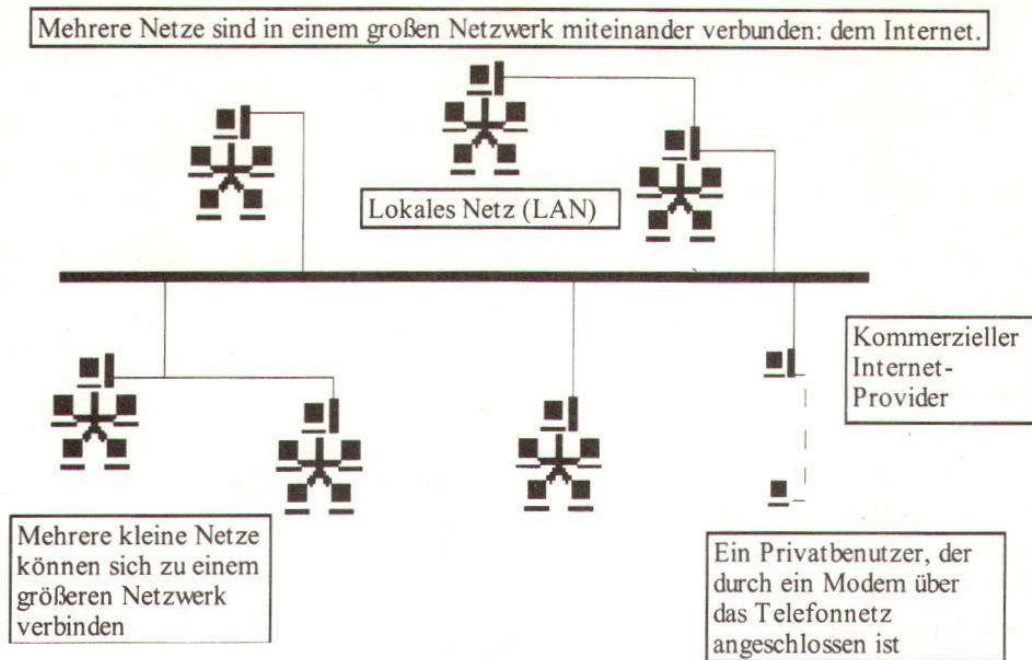 Mehrere Netze sind in einem großen Netzwerk miteinander verbunden: dem Internet.
Lokales Netz (LAN)
Kommerzieller
Internet-
Provider
Mehrere kleine Netze
können sich zu einem
größeren Netzwerk
verbinden
Ein Privatbenutzer, der
durch ein Modem über
das Telefonnetz
angeschlossen ist